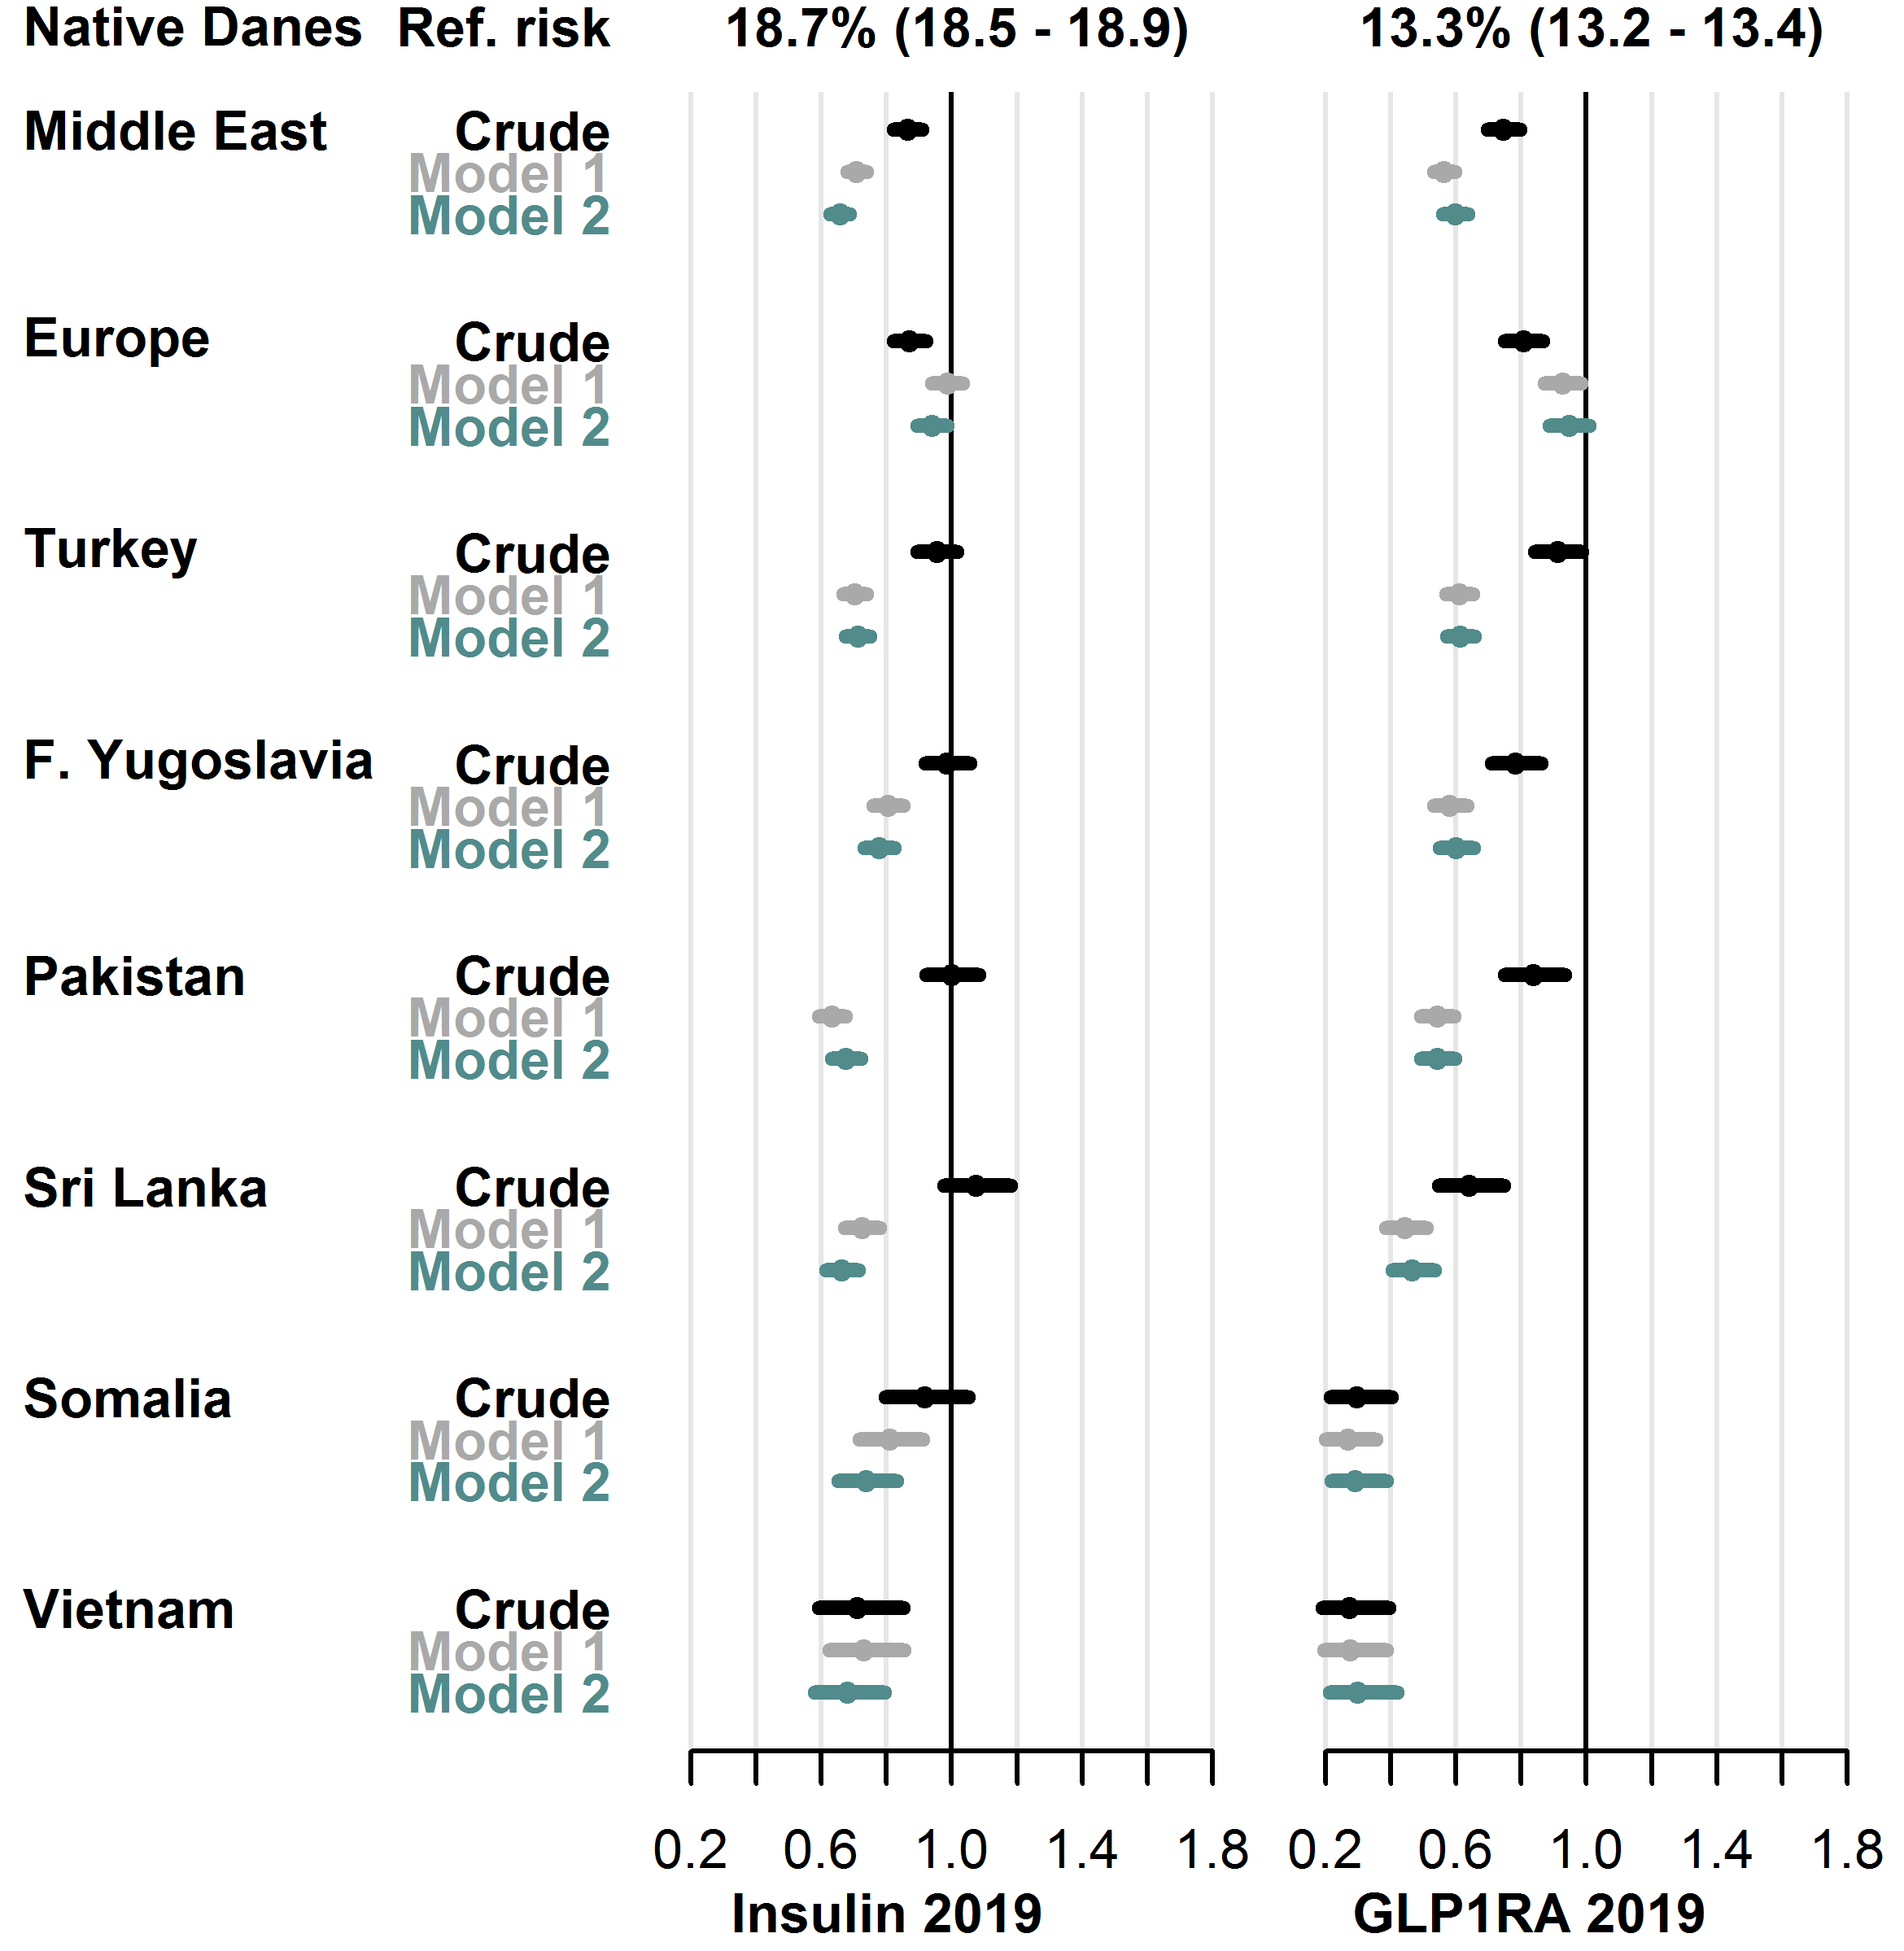 Native Danes Ref. risk 18.7% (18.5 - 18.9) 13.3% (13.2 - 13.4)
Middle East Crude
Model 1
Model 2
Europe Crude
Model 1
Model 2
Turkey Crude
Model 1
Model 2
F. Yugoslavia Crude
Model 1
Model 2
Pakistan Crude
Model 1
Model 2
Sri Lanka Crude
Model 1
Model 2
Somalia Crude
Model 1
Model 2
Vietnam Crude
Model 1
Model 2
0.2 0.6 1.0 1.4 1.8 0.2 0.6 1.0 1.4 1.8
Insulin 2019 GLP1RA 2019